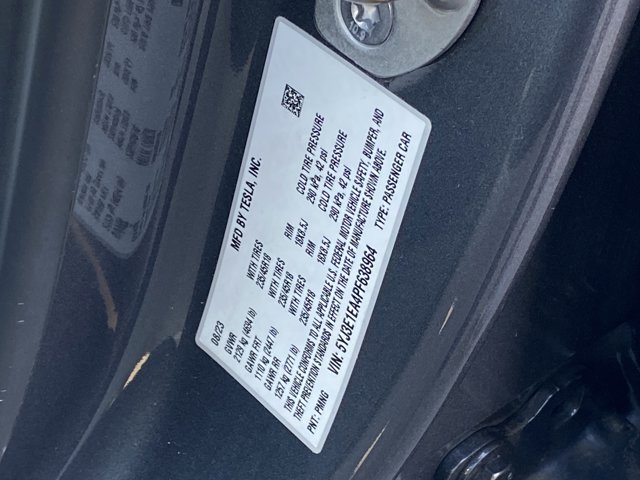 MFD BY TESLA, INC.
08/23
GVWR
2129 kg (4694 lb)
GAWR FRT WITH TIRES RIM COLD TIRE PRESSURE
1110 kg (2447 lb) 235/45R18 18X8.5J 290 kPa, 42 psi
GAWR RR WITH TIRES RIM COLD TIRE PRESSURE
1257 kg (2771 lb) 235/45R18 18X8.5J 290 kPa, 42 psi
THIS VEHICLE CONFORMS TO ALL APPLICABLE U.S. FEDERAL MOTOR VEHICLE SAFETY, BUMPER, AND
THEFT PREVENTION STANDARDS IN EFFECT ON THE DATE OF MANUFACTURE SHOWN ABOVE.
VIN: 5YJ3E1EA4PF638964 TYPE: PASSENGER CAR
PNT: PMNG